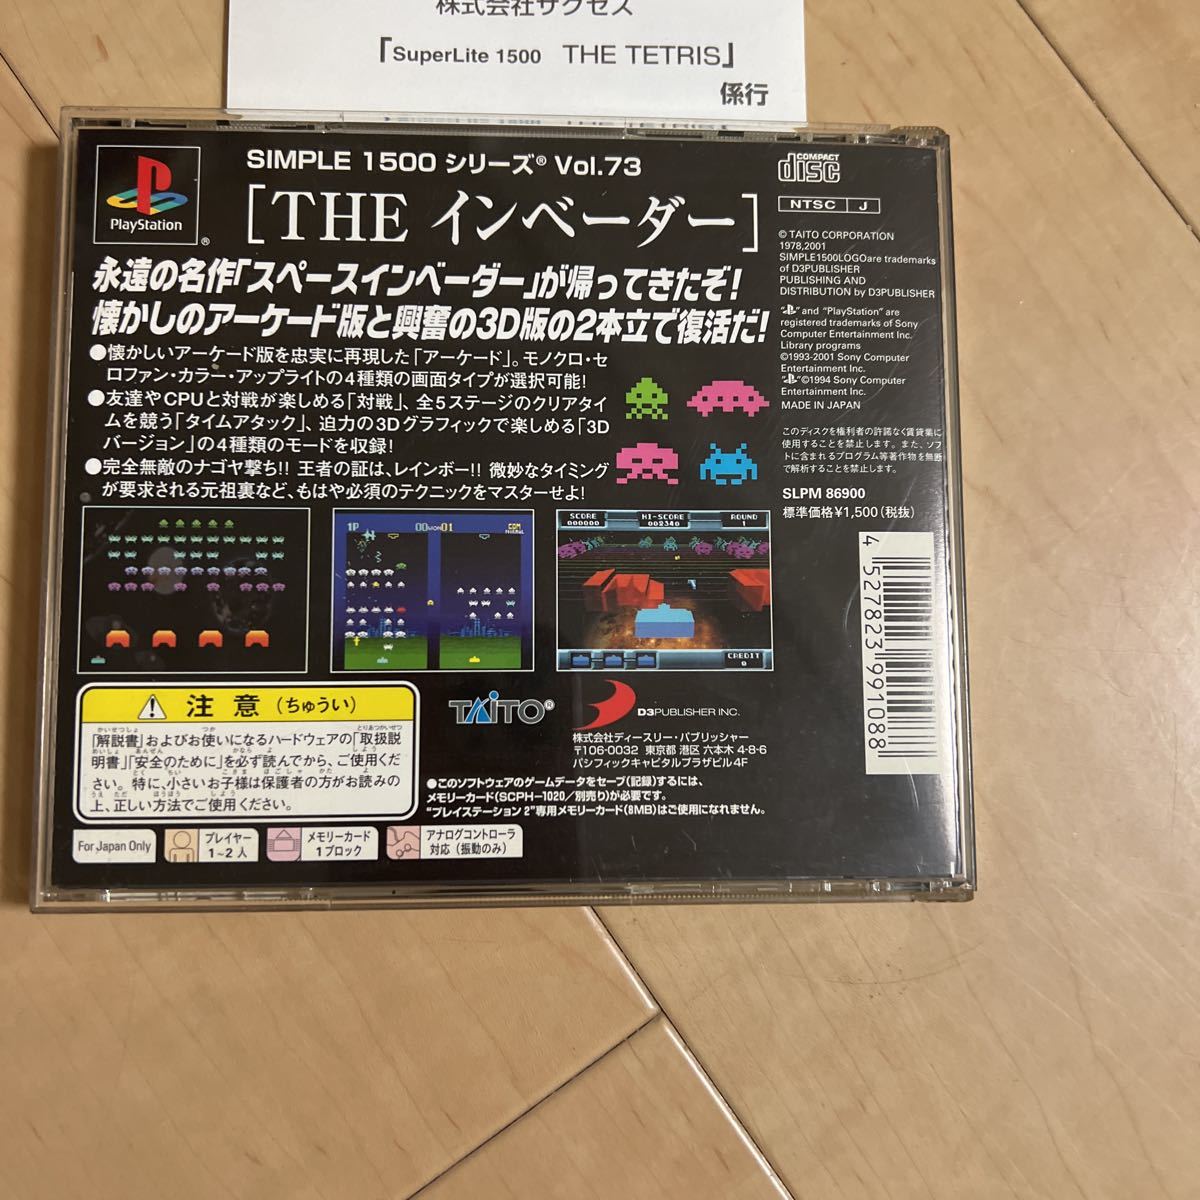 株式会社サクセス
「SuperLite 1500 THE TETRIS」
係行
PlayStation
®
SIMPLE 1500 シリーズ® Vol.73
[THE インベーダー]
COMPACT
disc
NTSC J
永遠の名作「スペースインベーダー」が帰ってきたぞ!
懐かしのアーケード版と興奮の3D版の2本立で復活だ!
●懐かしいアーケード版を忠実に再現した「アーケード」。モノクロ・セ
ロファン・カラー・アップライトの4種類の画面タイプが選択可能!
●友達やCPUと対戦が楽しめる「対戦」、全5ステージのクリアタイ
ムを競う「タイムアタック」、迫力の3Dグラフィックで楽しめる「3D
バージョン」の4種類のモードを収録!
●完全無敵のナゴヤ撃ち!! 王者の証は、レインボー!! 微妙なタイミング
が要求される元祖裏など、もはや必須のテクニックをマスターせよ!
© TAITO CORPORATION
1978,2001
SIMPLE1500LOGOare trademarks
of D3PUBLISHER
PUBLISHING AND
DISTRIBUTION by D3PUBLISHER
and "PlayStation" are
registered trademarks of Sony
Computer Entertainment Inc.
Library programs
©1993-2001 Sony Computer
Entertainment Inc.
©1994 Sony Computer
Entertainment Inc.
MADE IN JAPAN
このディスクを権利者の許諾なく賃貸業に
使用することを禁止します。また、ソフ
トに含まれるプログラム等著作物を無断
で解析することを禁止します。
SLPM 86900
標準価格¥1,500(税抜)
4 527823 991088
1P 00WON01 COM
NORMAL
SCORE HI-SCORE ROUND
000000 002340 1
CREDIT
0
注意(ちゅうい)
「解説書」およびお使いになるハードウェアの「取扱説
明書」「安全のために」を必ず読んでから、ご使用くだ
さい。特に、小さいお子様は保護者の方がお読みの
上、正しい方法でご使用ください。
TAITO®
D3PUBLISHER INC.
株式会社ディースリー・パブリッシャー
〒106-0032 東京都 港区 六本木 4-8-6
パシフィックキャピタルプラザビル4F
●このソフトウェアのゲームデータをセーブ(記録)するには、
メモリーカード(SCPH-1020/別売り)が必要です。
"プレイステーション 2"専用メモリーカード(8MB)はご使用になれません。
For Japan Only
プレイヤー
1~2人
メモリーカード
1ブロック
アナログコントローラ
対応(振動のみ)